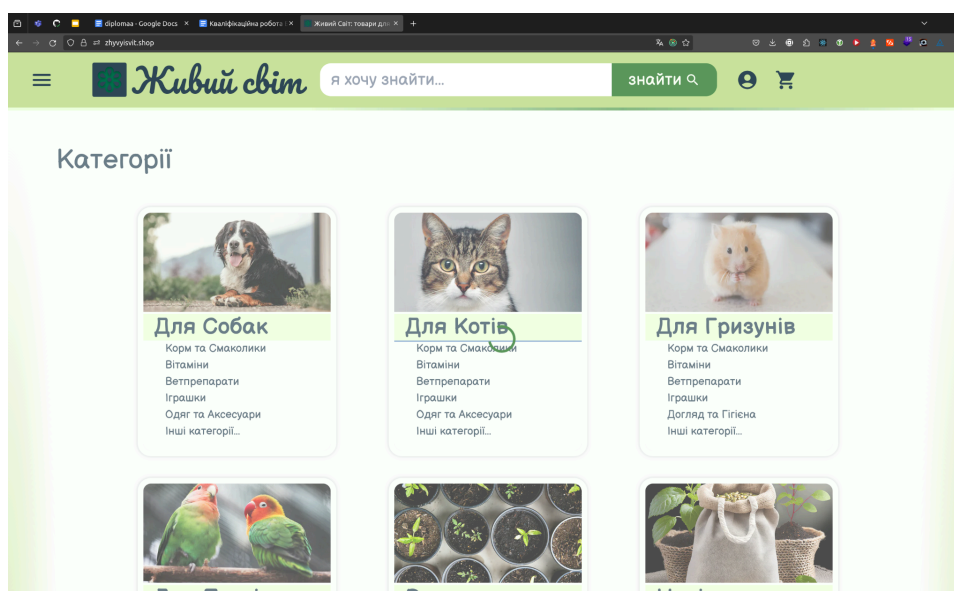 diplomaa - Google Docs
Кваліфікаційна робота
Живий Світ: товари для
zhyvyisvit.shop
Живий світ
я хочу знайти...
знайти
Категорії
Для Собак
Корм та Смаколики
Вітаміни
Ветпрепарати
Іграшки
Одяг та Аксесуари
Інші категорії...
Для Котів
Корм та Смаколики
Вітаміни
Ветпрепарати
Іграшки
Одяг та Аксесуари
Інші категорії...
Для Гризунів
Корм та Смаколики
Вітаміни
Ветпрепарати
Іграшки
Догляд та Гігієна
Інші категорії...